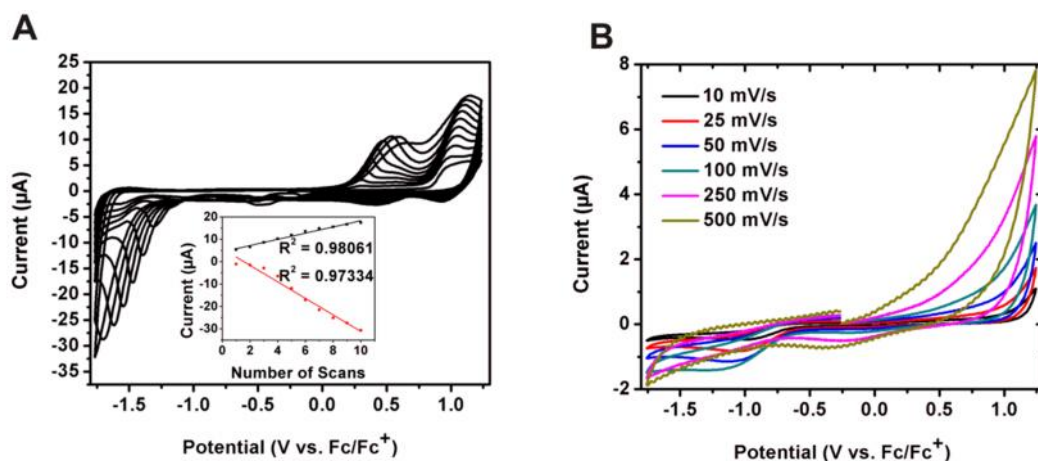 A
Current (µA)
25
20
15
10
5
0
-5
-10
-15
-20
-25
-30
-35
-1.5 -1.0 -0.5 0.0 0.5 1.0
Potential (V vs. Fc/Fc+)
Current (µA)
20
10
0
-10
-20
-30
R2 = 0.98061
R2 = 0.97334
0 2 4 6 8 10
Number of Scans
B
Current (µA)
8
6
4
2
0
-2
10 mV/s
25 mV/s
50 mV/s
100 mV/s
250 mV/s
500 mV/s
-1.5 -1.0 -0.5 0.0 0.5 1.0
Potential (V vs. Fc/Fc+)